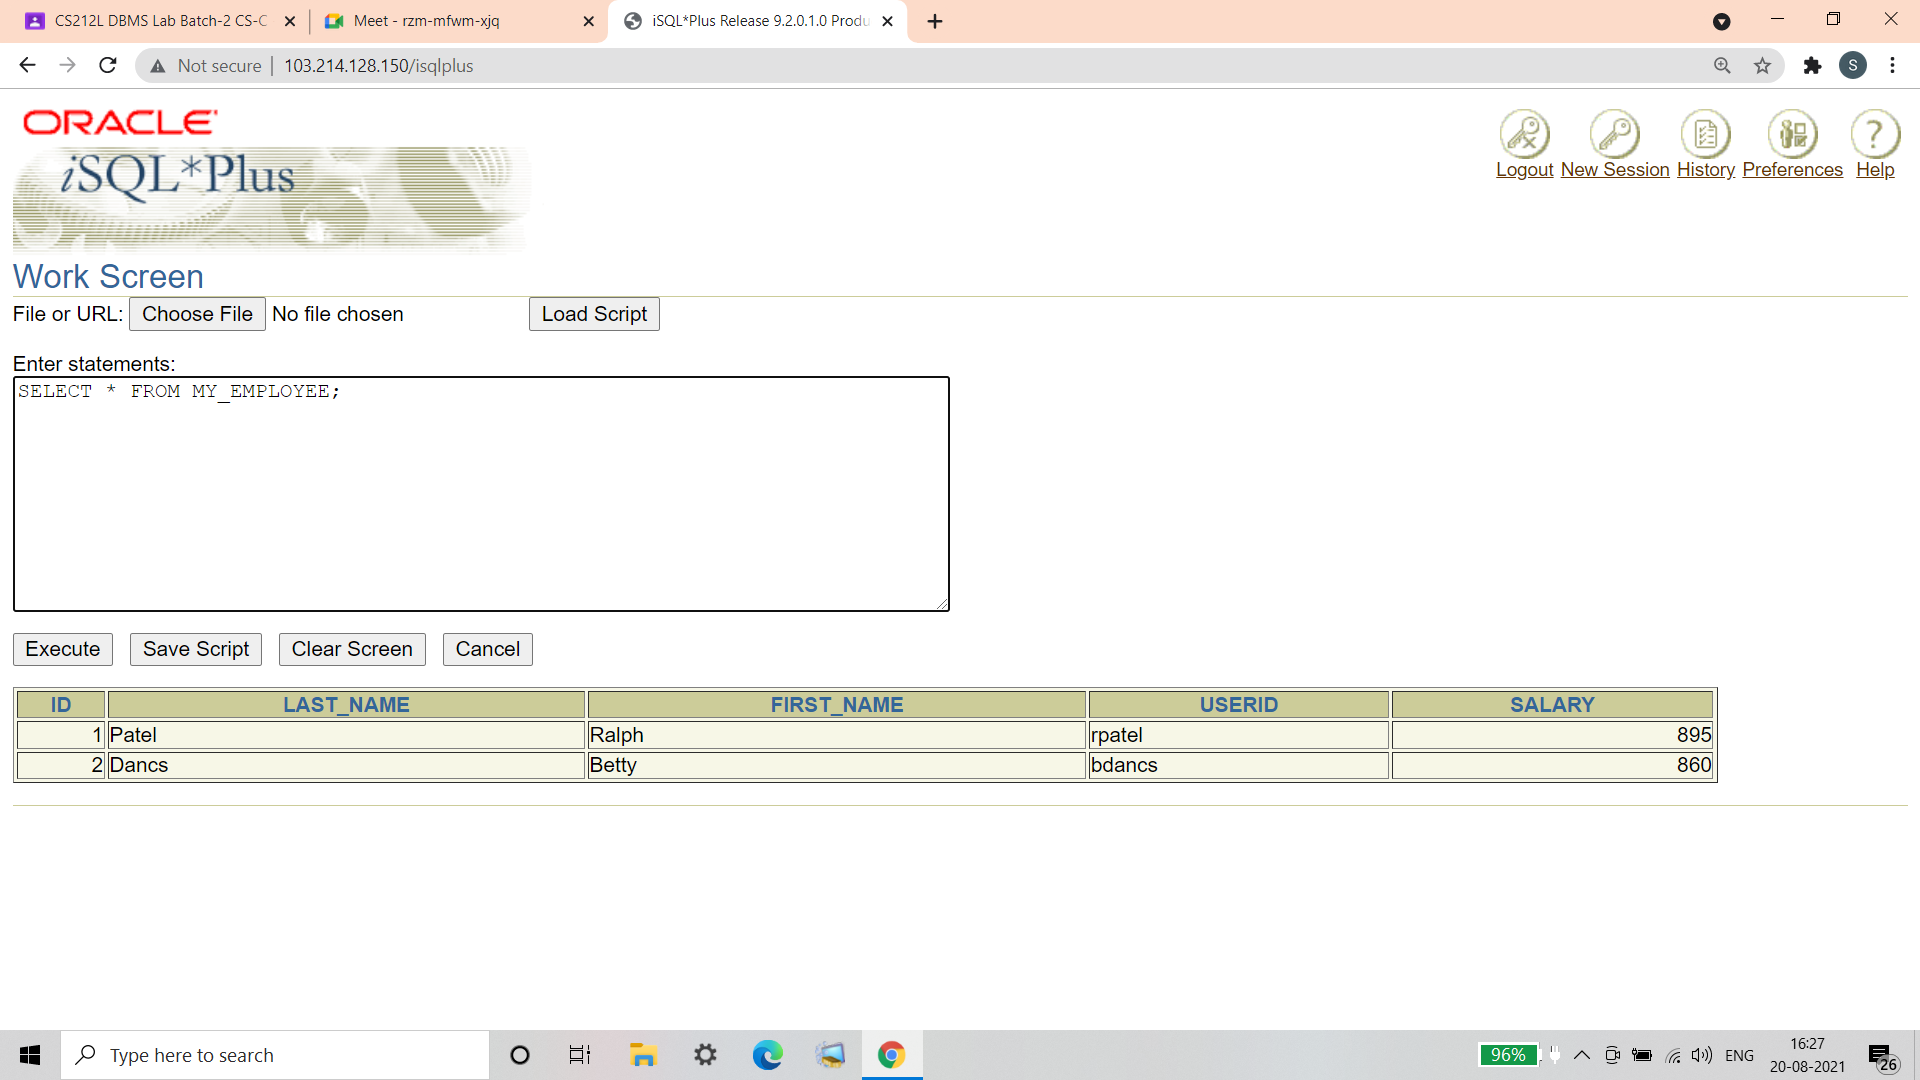 CS212L DBMS Lab Batch-2 CS-C
Meet - rzm-mfwm-xjq
iSQL*Plus Release 9.2.0.1.0 Produ
Not secure
103.214.128.150/isqlplus
S
ORACLE
iSQL*Plus
Logout New Session History Preferences Help
Work Screen
File or URL: Choose File No file chosen Load Script
Enter statements:
SELECT * FROM MY_EMPLOYEE;
Execute Save Script Clear Screen Cancel
ID LAST_NAME FIRST_NAME USERID SALARY
1 Patel Ralph rpatel 895
2 Dancs Betty bdancs 860
Type here to search
96%
ENG
16:27
20-08-2021
26